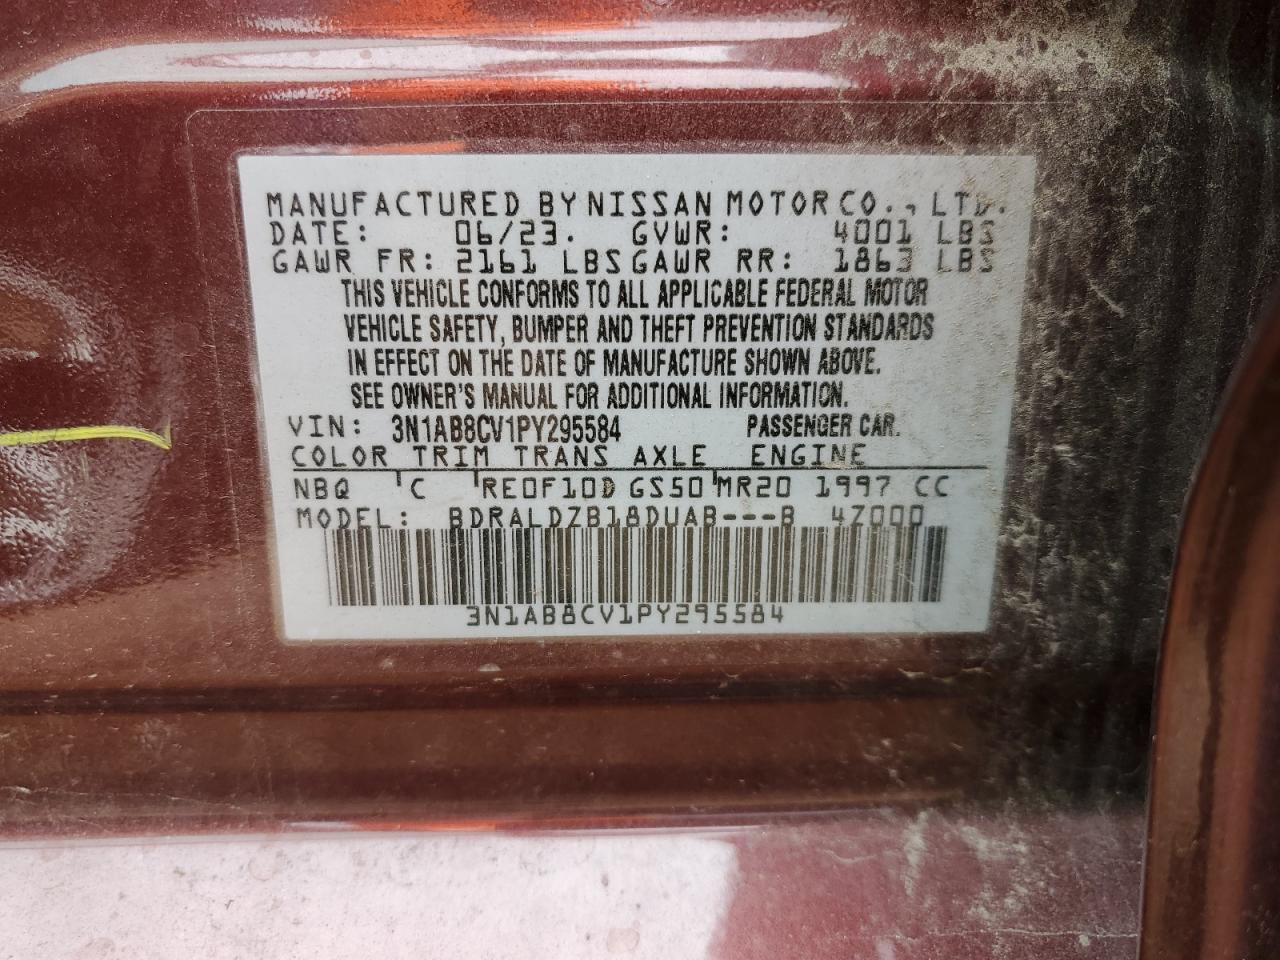 MANUFACTURED BY NISSAN MOTOR CO., LTD.
DATE: 06/23. GVWR: 4001 LBS
GAWR FR: 2161 LBS GAWR RR: 1863 LBS
THIS VEHICLE CONFORMS TO ALL APPLICABLE FEDERAL MOTOR
VEHICLE SAFETY, BUMPER AND THEFT PREVENTION STANDARDS
IN EFFECT ON THE DATE OF MANUFACTURE SHOWN ABOVE.
SEE OWNER'S MANUAL FOR ADDITIONAL INFORMATION.
VIN: 3N1AB8CV1PY295584 PASSENGER CAR.
COLOR TRIM TRANS AXLE ENGINE
NBQ 'C 'RE0F10D GS50 'MR20 1997 CC
MODEL: BDRALDZB18DUAB---B 4Z000
3N1AB8CV1PY295584